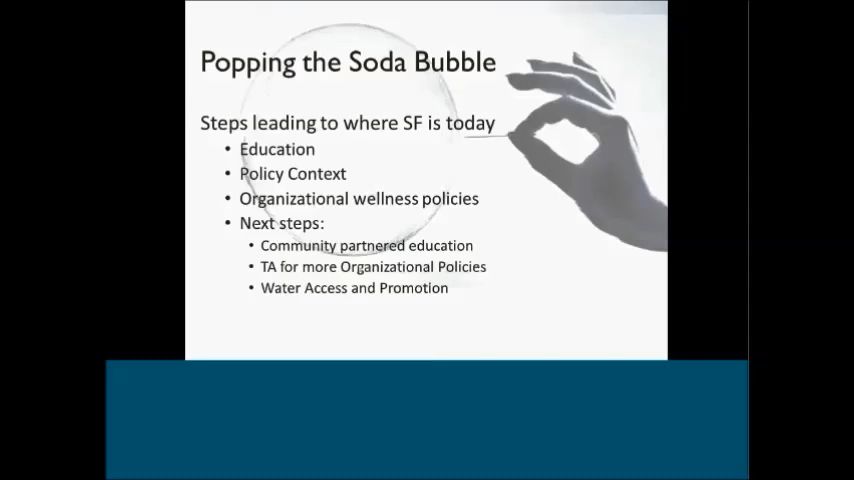 Popping the Soda Bubble
Steps leading to where SF is today
• Education
• Policy Context
• Organizational wellness policies
• Next steps:
• Community partnered education
• TA for more Organizational Policies
• Water Access and Promotion